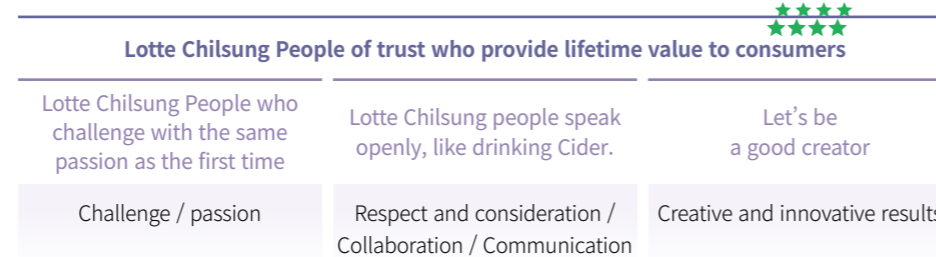 Lotte Chilsung People of trust who provide lifetime value to consumers
Lotte Chilsung People who
challenge with the same
passion as the first time
Lotte Chilsung people speak
openly, like drinking Cider.
Let's be
a good creator
Challenge / passion
Respect and consideration /
Collaboration / Communication
Creative and innovative results